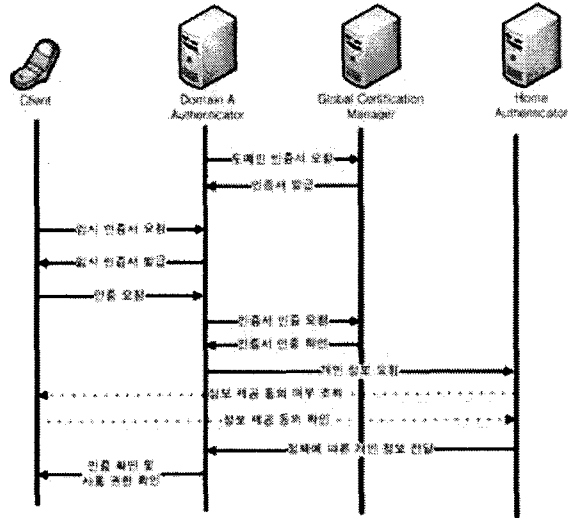 Client
Domain A
Authenticator
Global Certification
Manager
Home
Authenticator
도메인 인증서 요청
인증서 발급
임시 인증서 요청
임시 인증서 발급
인증 요청
인증서 인증 요청
인증서 인증 확인
개인 정보 요청
정보 제공 동의 여부 조회
정보 제공 동의 확인
정책에 따른 개인 정보 전달
인증 확인 및
사용 권한 확인